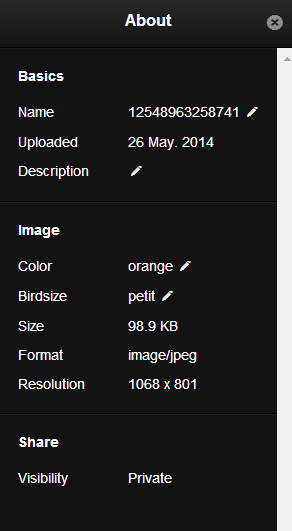 About
Basics
Name 12548963258741
Uploaded 26 May. 2014
Description
Image
Color orange
Birdsize petit
Size 98.9 KB
Format image/jpeg
Resolution 1068 x 801
Share
Visibility Private